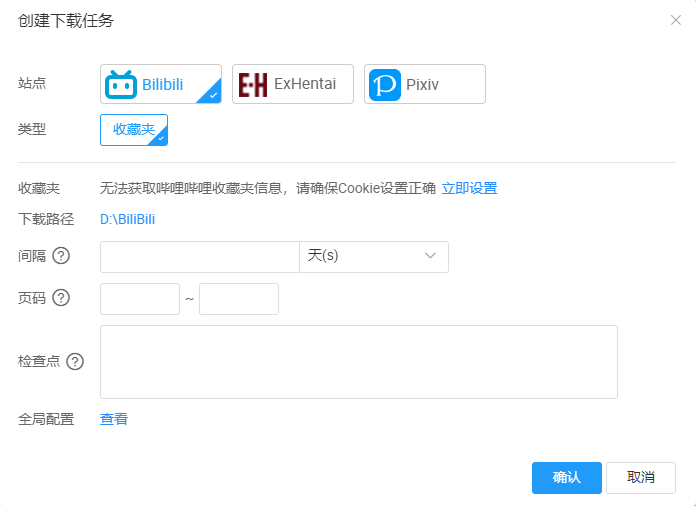 创建下载任务
站点 Bilibili ExHentai Pixiv
类型 收藏夹
收藏夹 无法获取哔哩哔哩收藏夹信息，请确保Cookie设置正确 立即设置
下载路径 D:\BiliBili
间隔 ? 天(s)
页码 ? ~
检查点 ?
全局配置 查看
确认 取消